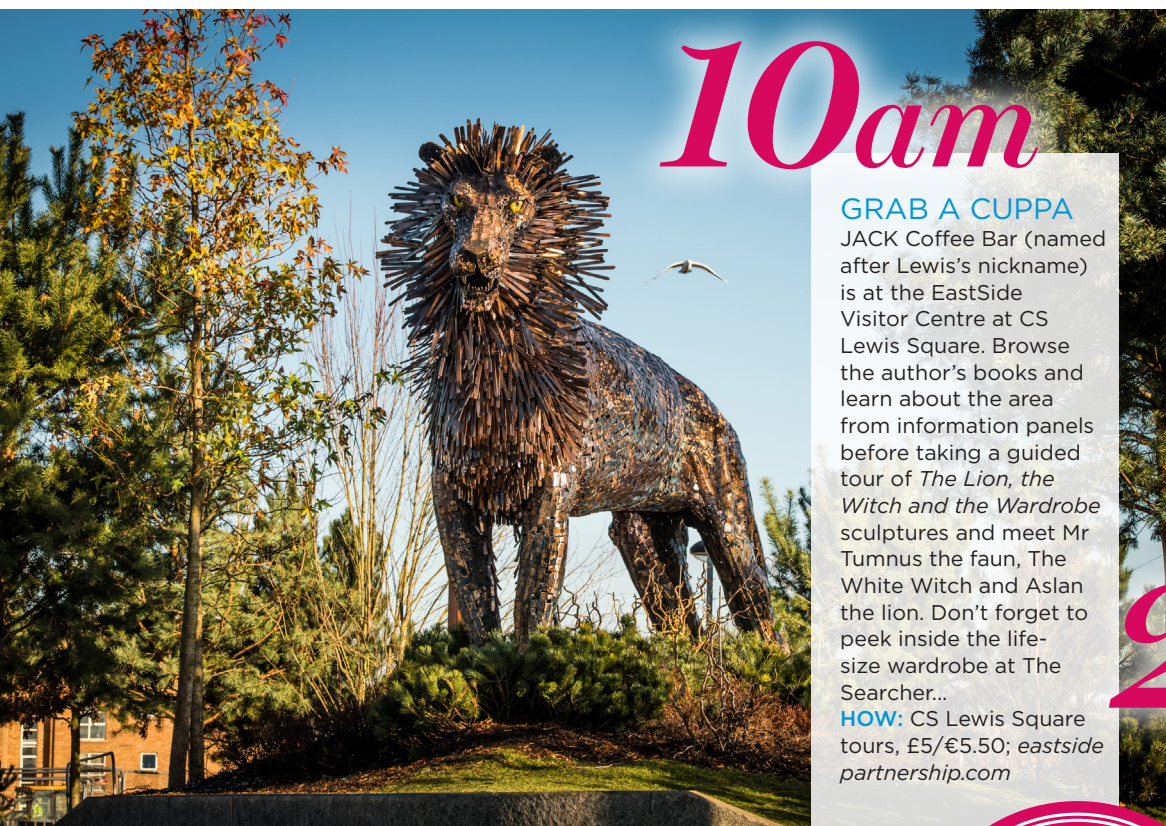 10am
GRAB A CUPPA
JACK Coffee Bar (named
after Lewis’s nickname)
is at the EastSide
Visitor Centre at CS
Lewis Square. Browse
the author’s books and
learn about the area
from information panels
before taking a guided
tour of The Lion, the
Witch and the Wardrobe
sculptures and meet Mr
Tumnus the faun, The
White Witch and Aslan
the lion. Don’t forget to
peek inside the life-
size wardrobe at The
Searcher...
HOW: CS Lewis Square
tours, £5/€5.50; eastside
partnership.com